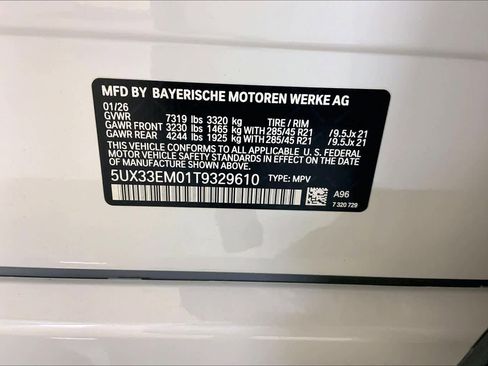 MFD BY BAYERISCHE MOTOREN WERKE AG
01/26
GVWR 7319 lbs 3320 kg TIRE / RIM
GAWR FRONT 3230 lbs 1465 kg WITH 285/45 R21 /9.5Jx 21
GAWR REAR 4244 lbs 1925 kg WITH 285/45 R21 /9.5Jx 21
THIS VEHICLE CONFORMS TO ALL APPLICABLE U. S. FEDERAL
MOTOR VEHICLE SAFETY STANDARDS IN EFFECT ON THE DATE
OF MANUFACTURE SHOWN ABOVE.
5UX33EM01T9329610 TYPE: MPV
A96
7 320 729